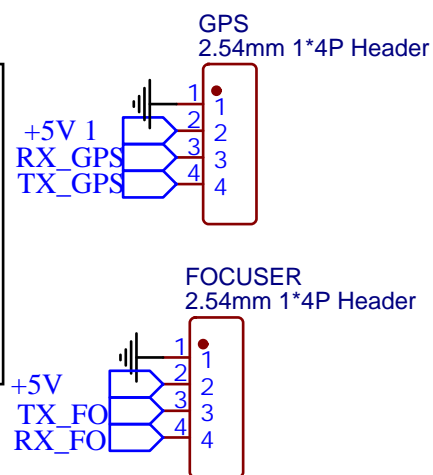 GPS
2.54mm 1*4P Header
1 1
+5V 1 2 2
RX_GPS 3 3
TX_GPS 4 4
FOCUSER
2.54mm 1*4P Header
1 1
+5V 2 2
TX_FO 3 3
RX_FO 4 4